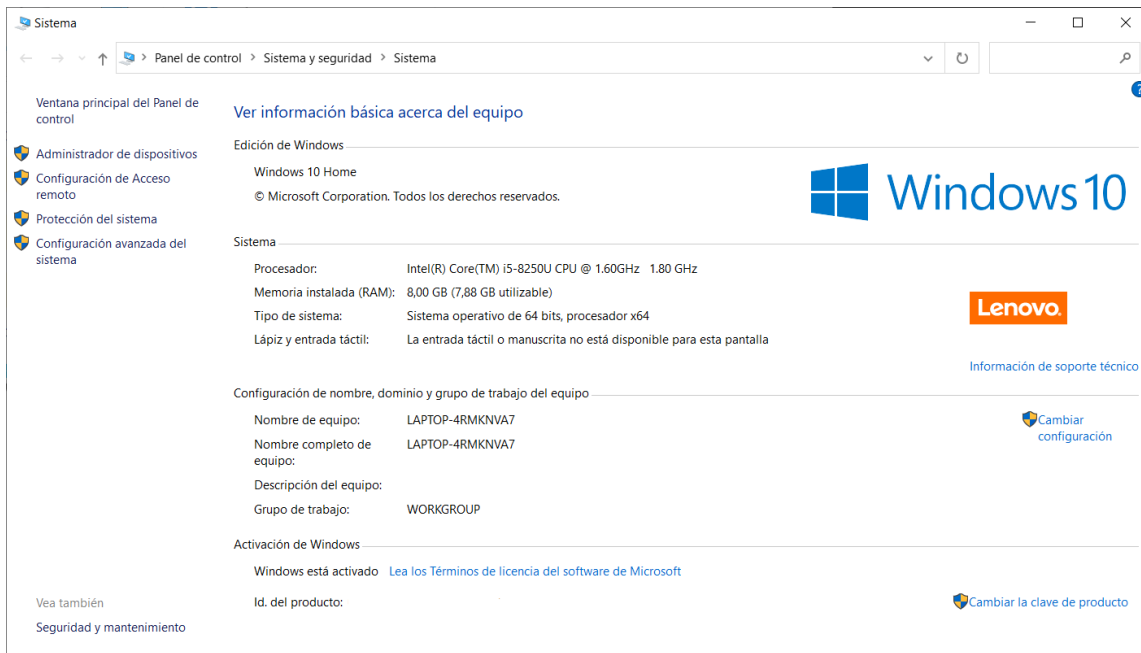 Sistema
Panel de control > Sistema y seguridad > Sistema
Ventana principal del Panel de
control
Administrador de dispositivos
Configuración de Acceso
remoto
Protección del sistema
Configuración avanzada del
sistema
Vea también
Seguridad y mantenimiento
?
Ver información básica acerca del equipo
Edición de Windows
Windows 10 Home
© Microsoft Corporation. Todos los derechos reservados.
Windows 10
Sistema
Procesador: Intel(R) Core(TM) i5-8250U CPU @ 1.60GHz 1.80 GHz
Memoria instalada (RAM): 8,00 GB (7,88 GB utilizable)
Tipo de sistema: Sistema operativo de 64 bits, procesador x64
Lápiz y entrada táctil: La entrada táctil o manuscrita no está disponible para esta pantalla
Lenovo.
Información de soporte técnico
Configuración de nombre, dominio y grupo de trabajo del equipo
Nombre de equipo: LAPTOP-4RMKNVA7
Nombre completo de LAPTOP-4RMKNVA7
equipo:
Descripción del equipo:
Grupo de trabajo: WORKGROUP
Cambiar
configuración
Activación de Windows
Windows está activado Lea los Términos de licencia del software de Microsoft
Id. del producto:
Cambiar la clave de producto